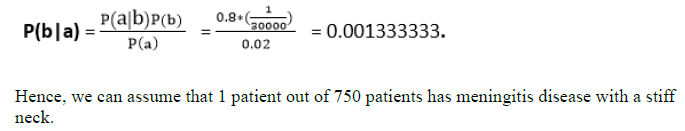 P(b|a) = P(a|b)P(b) / P(a) = 0.8*(1/30000) / 0.02 = 0.001333333.
Hence, we can assume that 1 patient out of 750 patients has meningitis disease with a stiff
neck.